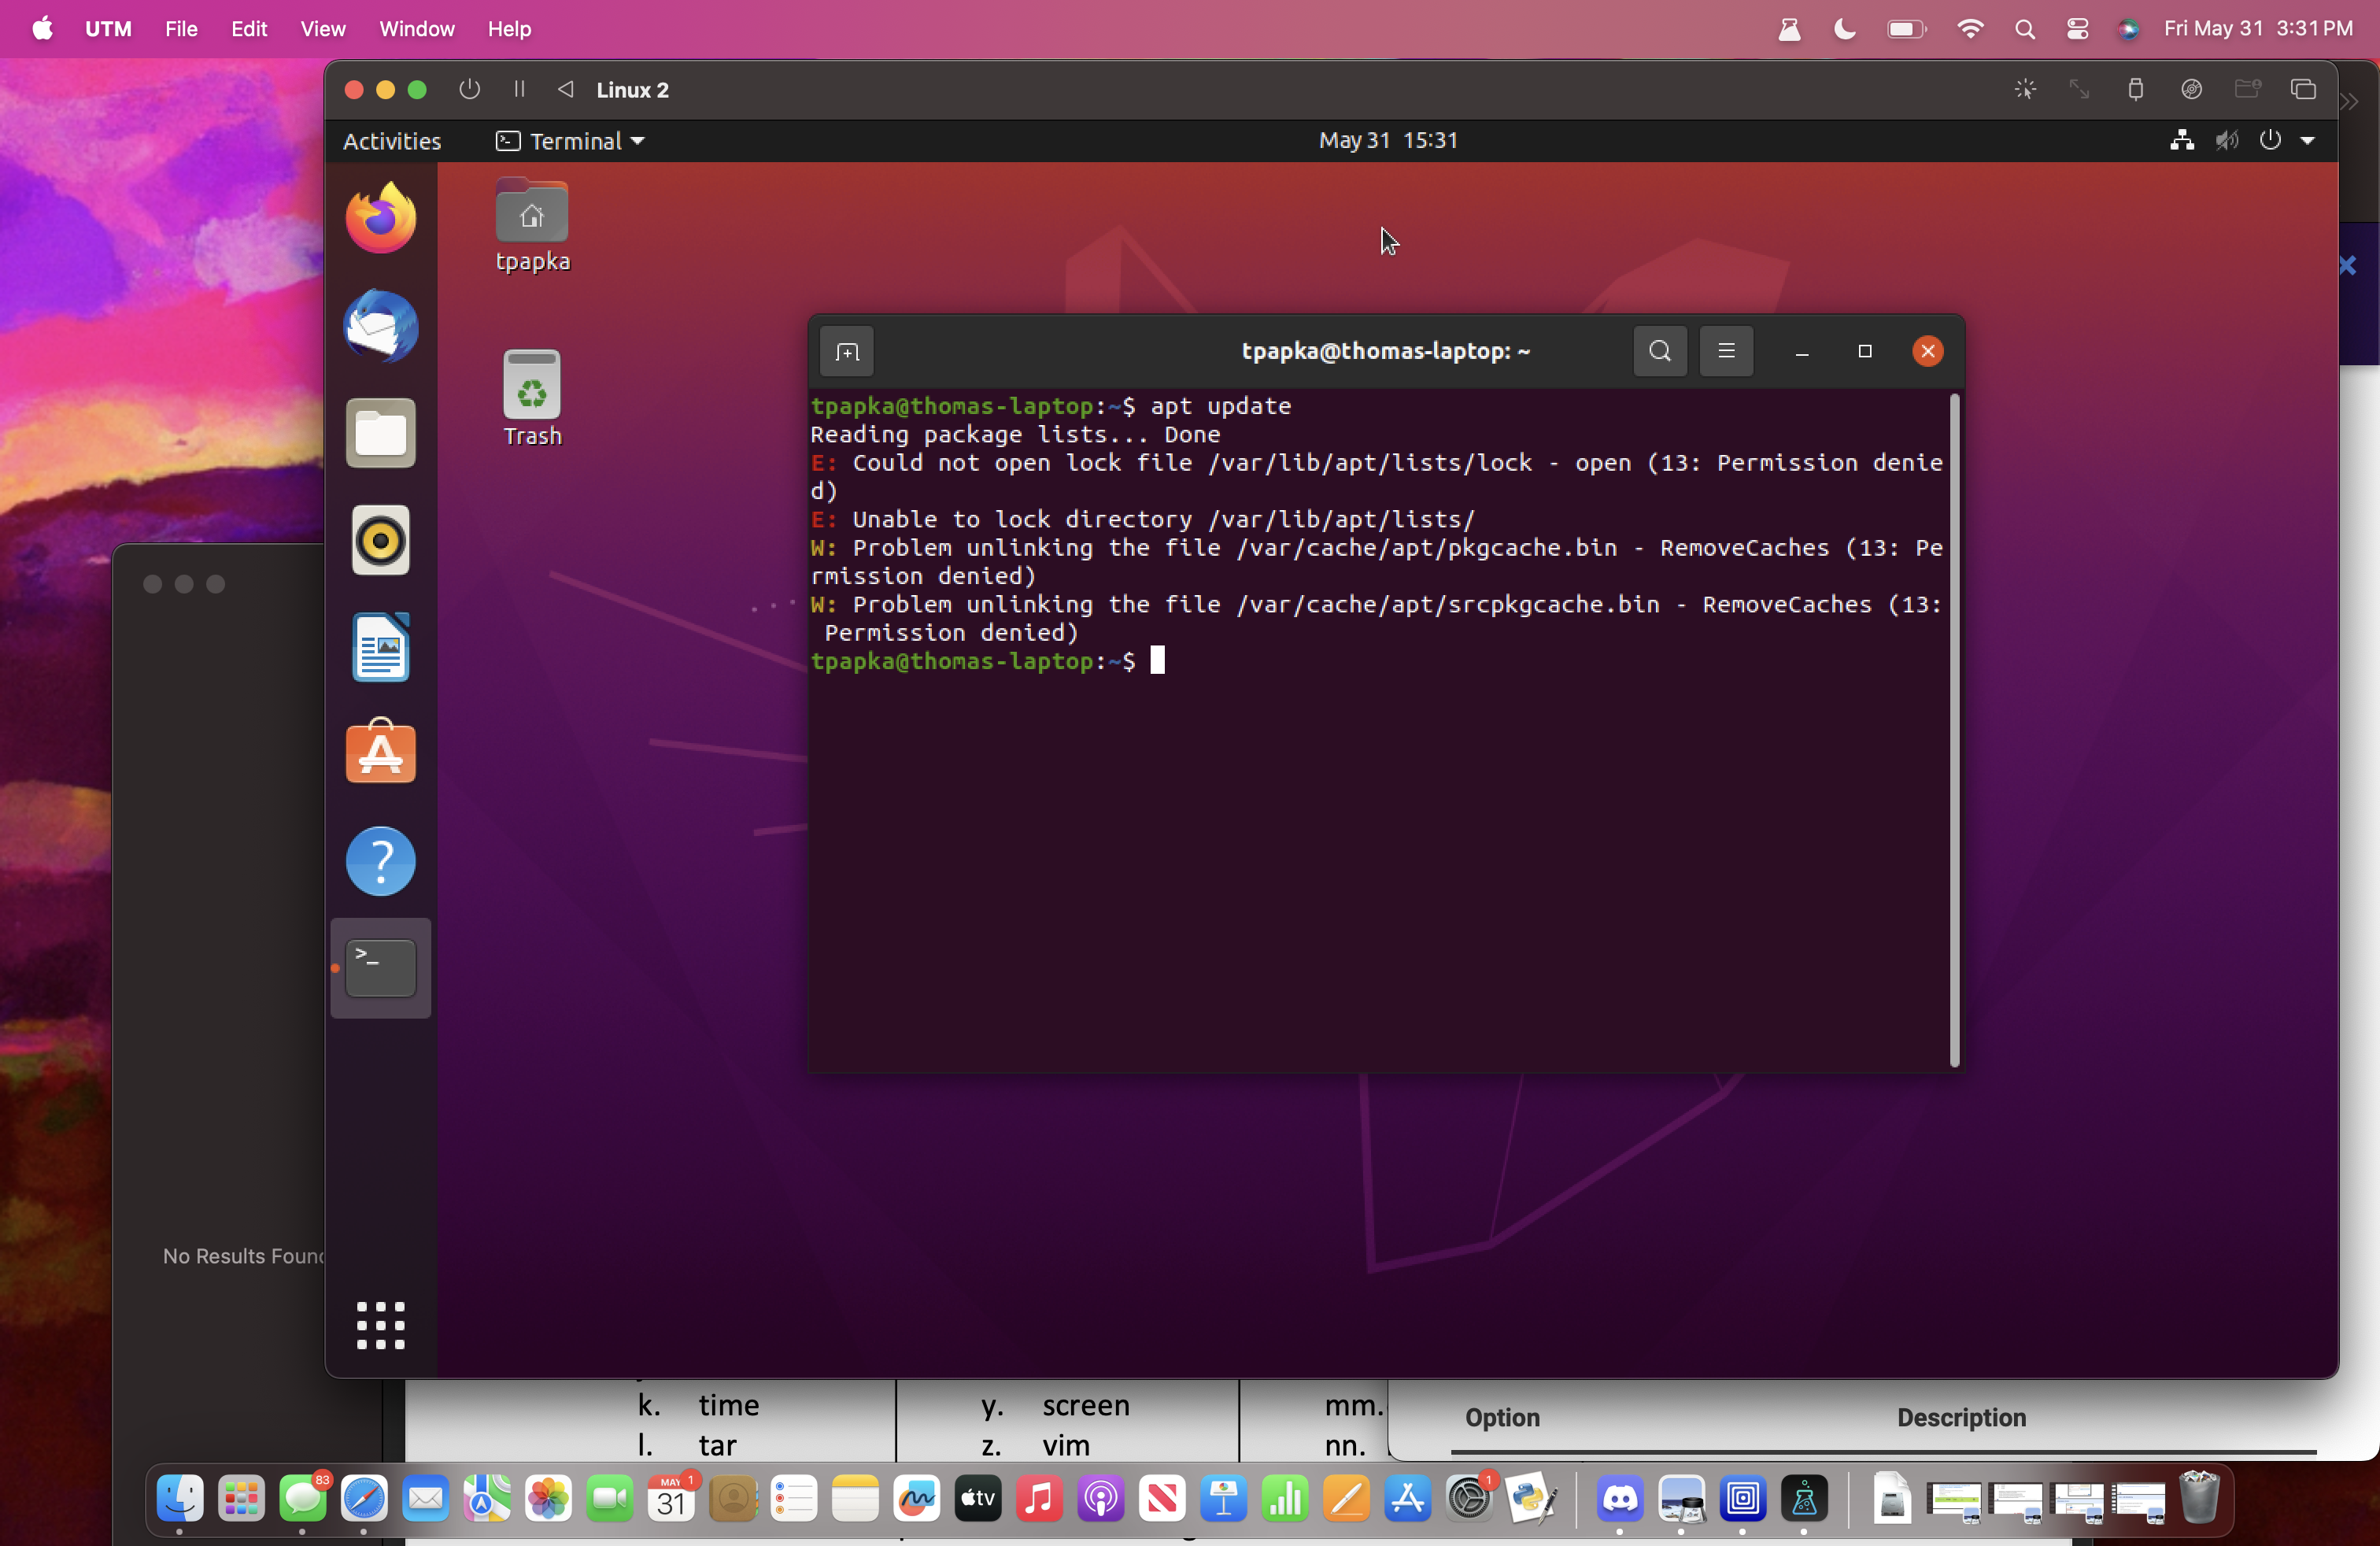 UTM File Edit View Window Help Fri May 31 3:31 PM
Linux 2
Activities Terminal May 31 15:31
tpapka
Trash
tpapka@thomas-laptop: ~
tpapka@thomas-laptop:~$ apt update
Reading package lists... Done
E: Could not open lock file /var/lib/apt/lists/lock - open (13: Permission denie
d)
E: Unable to lock directory /var/lib/apt/lists/
W: Problem unlinking the file /var/cache/apt/pkgcache.bin - RemoveCaches (13: Pe
rmission denied)
W: Problem unlinking the file /var/cache/apt/srcpkgcache.bin - RemoveCaches (13:
Permission denied)
tpapka@thomas-laptop:~$
No Results Found
k. time y. screen mm.
l. tar z. vim nn.
Option Description
83
MAY 31
1
tv
1